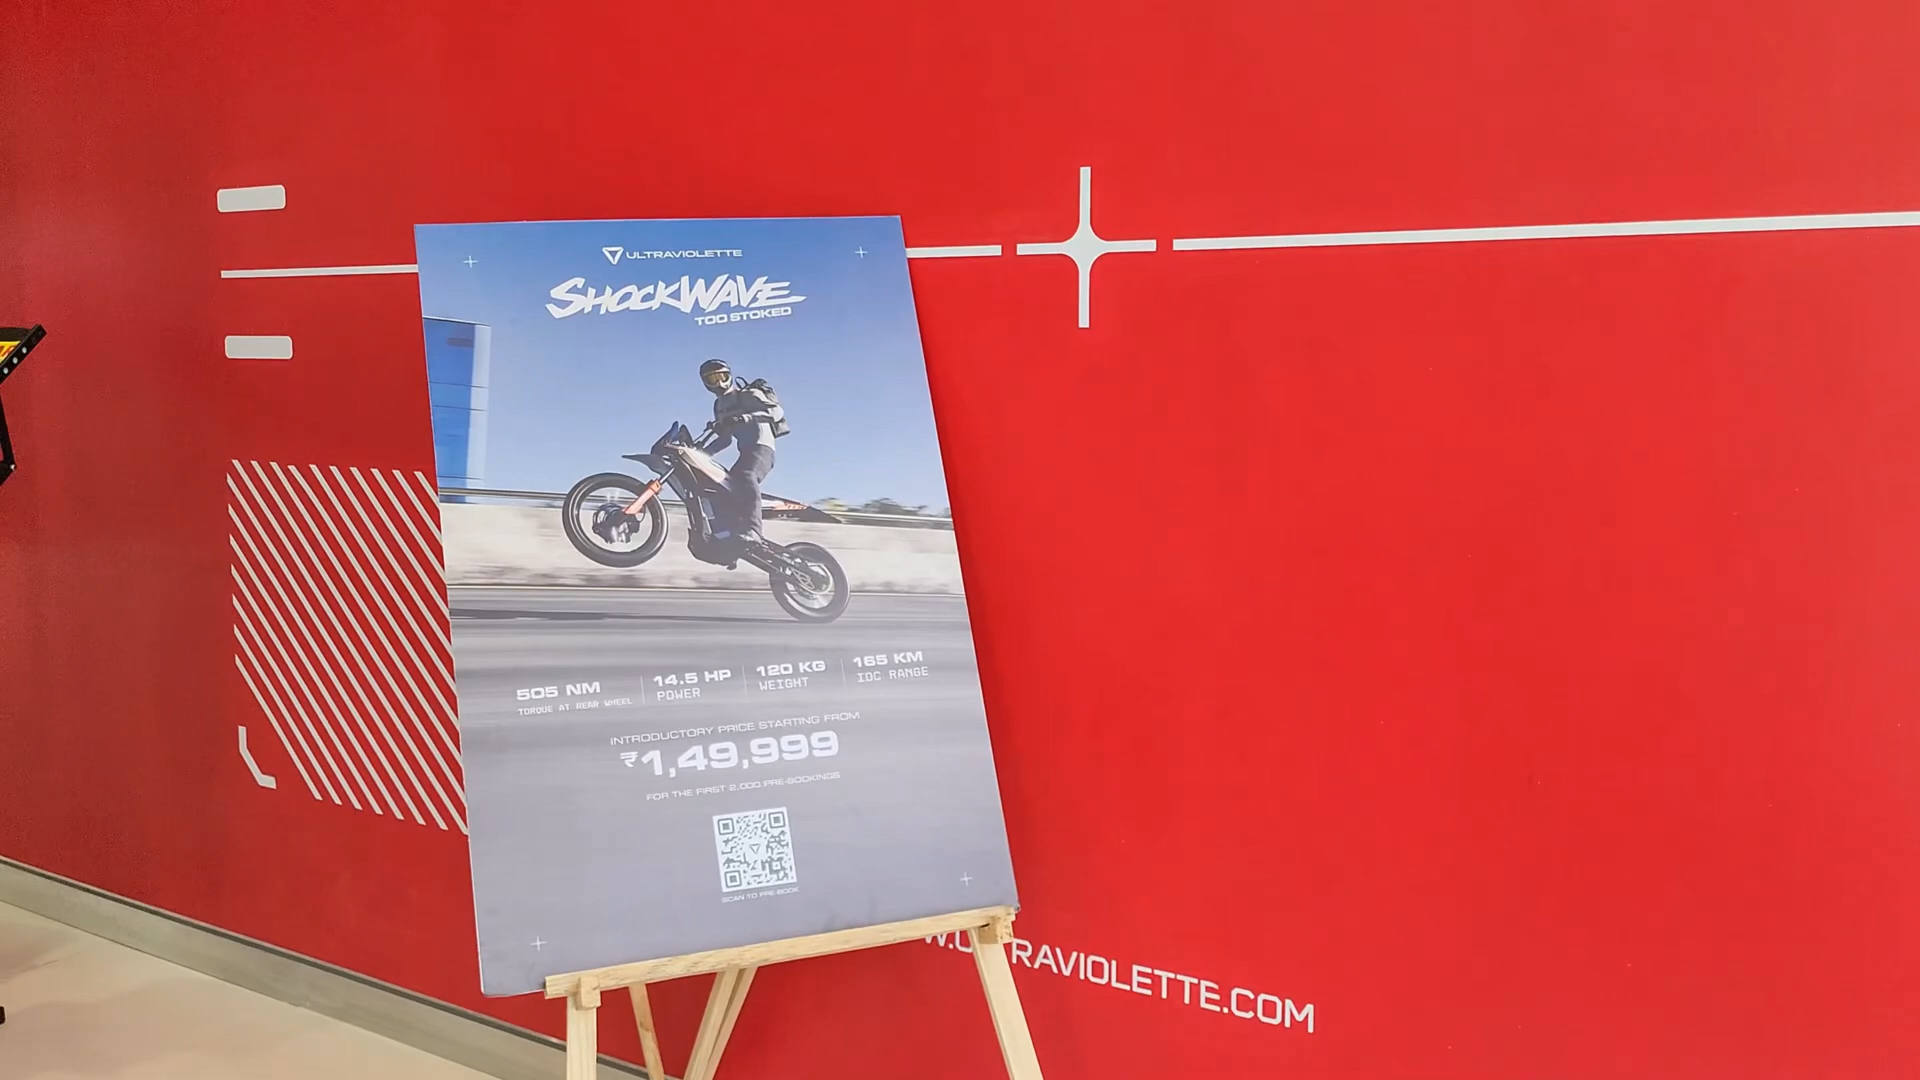 ULTRAVIOLETTE
SHOCKWAVE
TOO STOKED
505 NM
TORQUE AT REAR WHEEL
14.5 HP
POWER
120 KG
WEIGHT
165 KM
IDC RANGE
INTRODUCTORY PRICE STARTING FROM
₹1,49,999
FOR THE FIRST 2,000 PRE-BOOKINGS
SCAN TO PRE-BOOK
RAVIOLETTE.COM